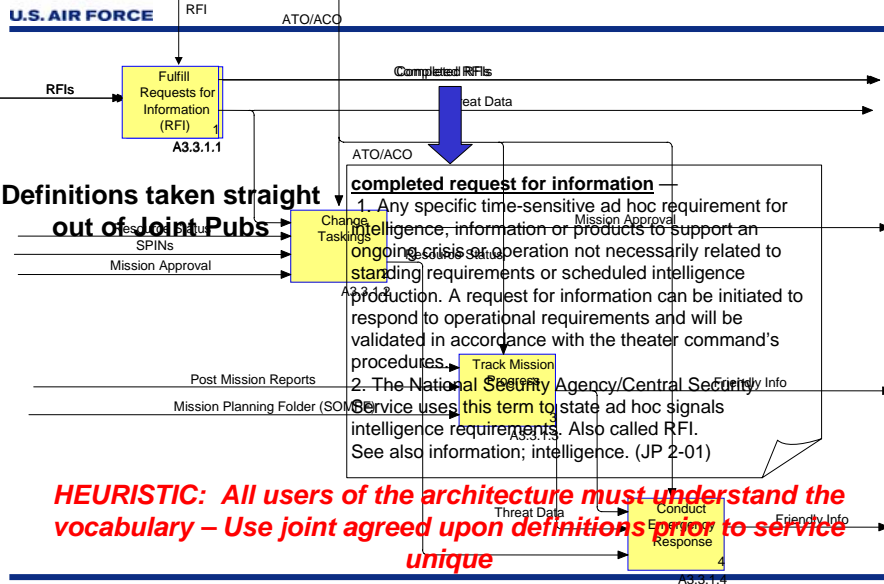 U.S. AIR FORCE
RFI
ATO/ACO
Fulfill
Requests for
Information
(RFI)
1
A3.3.1.1
RFIs
Completed RFIs
Threat Data
ATO/ACO
Definitions taken straight
out of Joint Pubs
Resource Status
SPINs
Mission Approval
Change
Taskings
2
A3.3.1.2
completed request for information —
1. Any specific time-sensitive ad hoc requirement for
intelligence, information or products to support an
ongoing crisis or operation not necessarily related to
standing requirements or scheduled intelligence
production. A request for information can be initiated to
respond to operational requirements and will be
validated in accordance with the theater command’s
procedures.
2. The National Security Agency/Central Security
Service uses this term to state ad hoc signals
intelligence requirements. Also called RFI.
See also information; intelligence. (JP 2-01)
Mission Approval
Resource Status
Post Mission Reports
Mission Planning Folder (SOMPF)
Track Mission
Progress
3
A3.3.1.3
Friendly Info
HEURISTIC:  All users of the architecture must understand the
vocabulary – Use joint agreed upon definitions prior to service
unique
Threat Data
Conduct
Emergency
Response
4
A3.3.1.4
Friendly Info